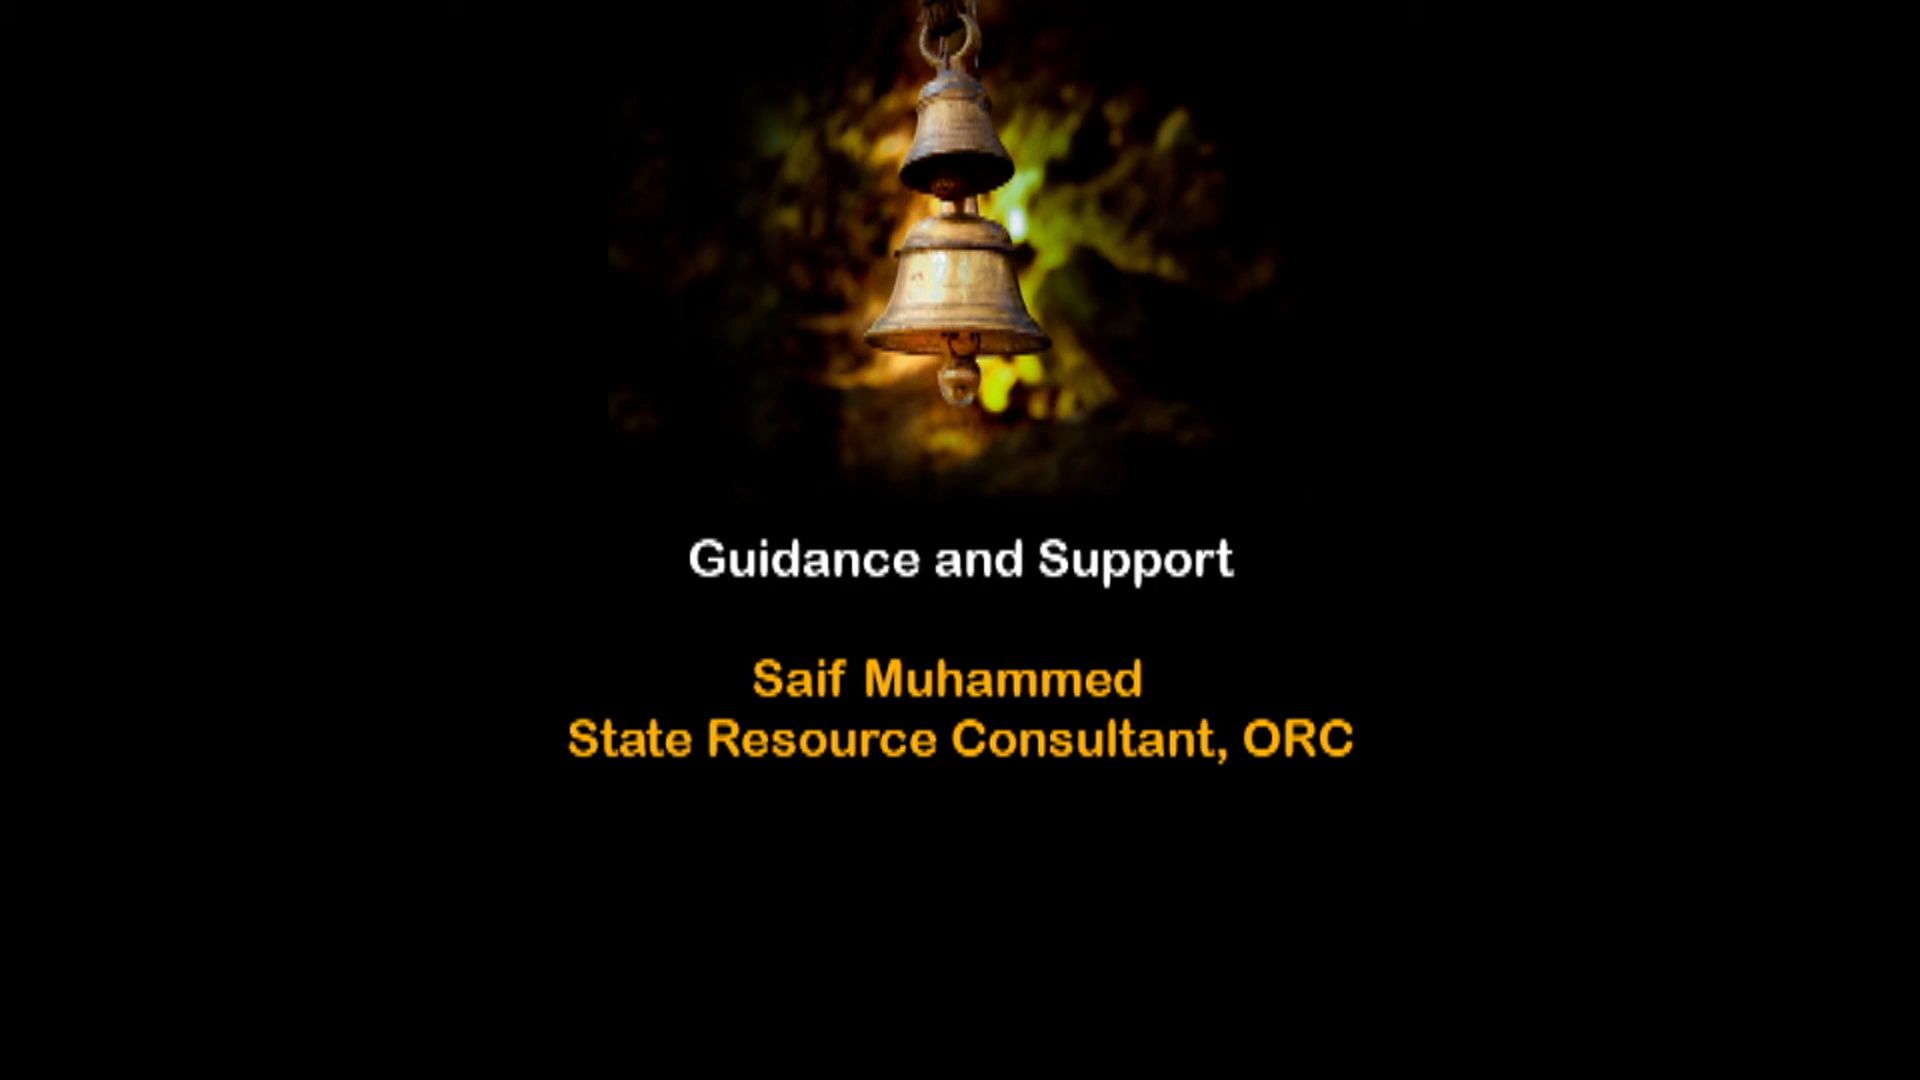 Guidance and Support
Saif Muhammed
State Resource Consultant, ORC